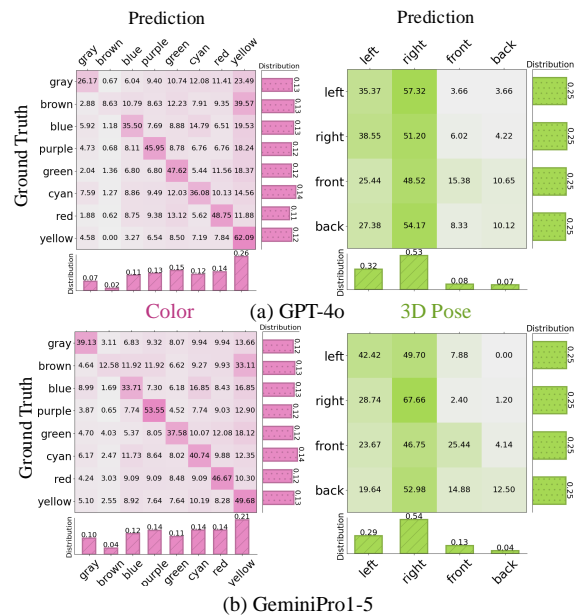 Prediction
Prediction
gray brown blue purple green cyan red yellow
left right front back
Distribution
Distribution
Ground Truth
gray 26.17 0.67 6.04 9.40 10.74 12.08 11.41 23.49 0.13
brown 2.88 8.63 10.79 8.63 12.23 7.91 9.35 39.57 0.13
blue 5.92 1.18 35.50 7.69 8.88 14.79 6.51 19.53 0.13
purple 4.73 0.68 8.11 45.95 8.78 6.76 6.76 18.24 0.12
green 2.04 1.36 6.80 6.80 47.62 5.44 11.56 18.37 0.12
cyan 7.59 1.27 8.86 9.49 12.03 36.08 10.13 14.56 0.14
red 1.88 0.62 8.75 9.38 13.12 5.62 48.75 11.88 0.11
yellow 4.58 0.00 3.27 6.54 8.50 7.19 7.84 62.09 0.12
left 35.37 57.32 3.66 3.66 0.25
right 38.55 51.20 6.02 4.22 0.25
front 25.44 48.52 15.38 10.65 0.25
back 27.38 54.17 8.33 10.12 0.25
Distribution
0.07 0.02 0.11 0.13 0.15 0.12 0.14 0.26
Distribution
0.32 0.53 0.08 0.07
Color
(a) GPT-4o
3D Pose
Distribution
Distribution
Ground Truth
gray 39.13 3.11 6.83 9.32 8.07 9.94 9.94 13.66 0.12
brown 4.64 12.58 11.92 11.92 6.62 9.27 9.93 33.11 0.13
blue 8.99 1.69 33.71 7.30 6.18 16.85 8.43 16.85 0.13
purple 3.87 0.65 7.74 53.55 4.52 7.74 9.03 12.90 0.12
green 4.70 4.03 5.37 8.05 37.58 10.07 12.08 18.12 0.12
cyan 6.17 2.47 11.73 8.64 8.02 40.74 9.88 12.35 0.14
red 4.24 3.03 9.09 9.09 8.48 9.09 46.67 10.30 0.12
yellow 5.10 2.55 8.92 7.64 7.64 10.19 8.28 49.68 0.13
left 42.42 49.70 7.88 0.00 0.25
right 28.74 67.66 2.40 1.20 0.25
front 23.67 46.75 25.44 4.14 0.25
back 19.64 52.98 14.88 12.50 0.25
Distribution
0.10 0.04 0.12 0.14 0.11 0.14 0.14 0.21
gray brown blue purple green cyan red yellow
Distribution
0.29 0.54 0.13 0.04
left right front back
(b) GeminiPro1-5